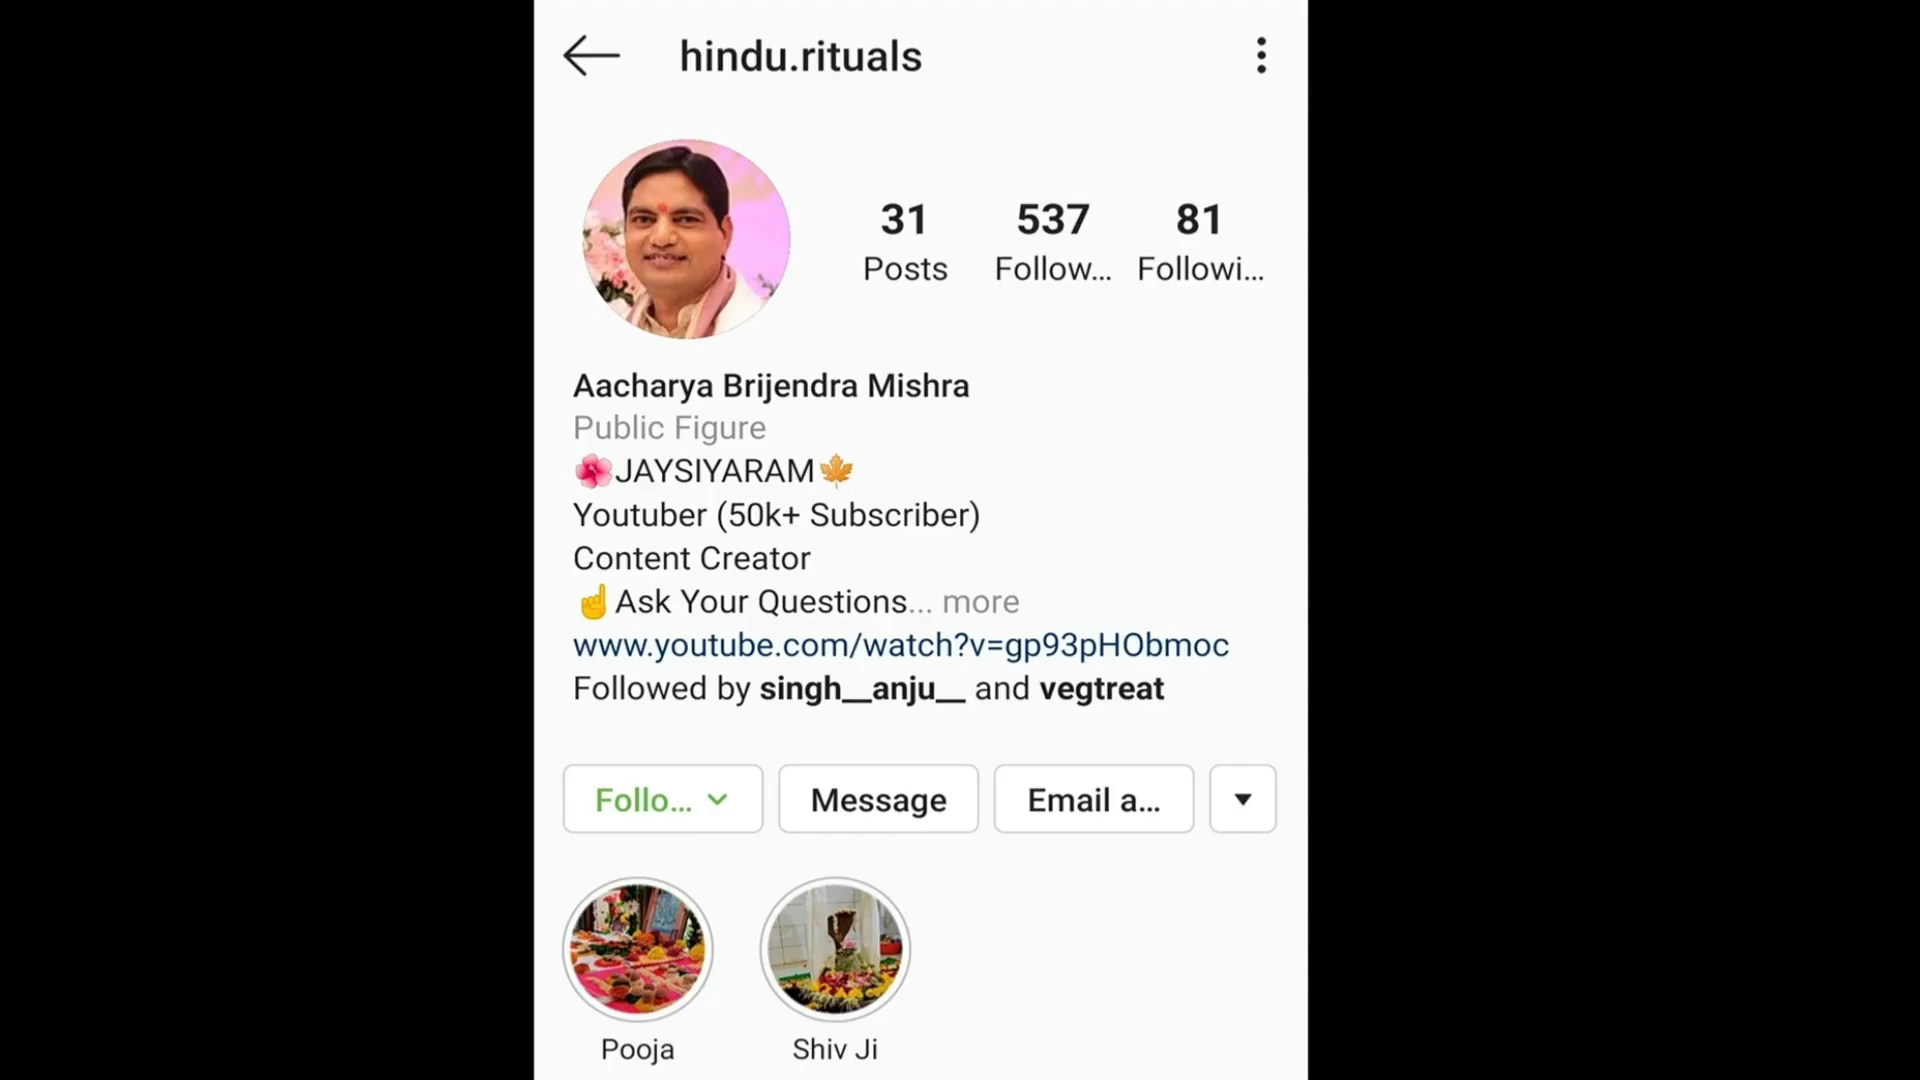 hindu.rituals
31 537 81
Posts Follow... Followi...
Aacharya Brijendra Mishra
Public Figure
🌺JAYSIYARAM🍁
Youtuber (50k+ Subscriber)
Content Creator
☝Ask Your Questions... more
www.youtube.com/watch?v=gp93pHObmoc
Followed by singh__anju__ and vegtreat
Follo... Message Email a...
Pooja Shiv Ji